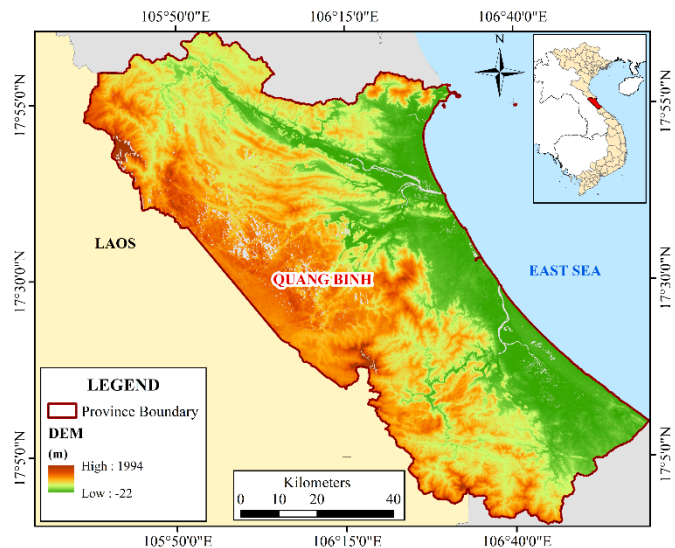 105°50'0"E 106°15'0"E 106°40'0"E
N
17°55'0"N 17°55'0"N
LAOS
EAST SEA
QUANG BINH
17°30'0"N 17°30'0"N
LEGEND
Province Boundary
DEM
(m)
High : 1994
Low : -22
Kilometers
0 10 20 40
17°5'0"N 17°5'0"N
105°50'0"E 106°15'0"E 106°40'0"E